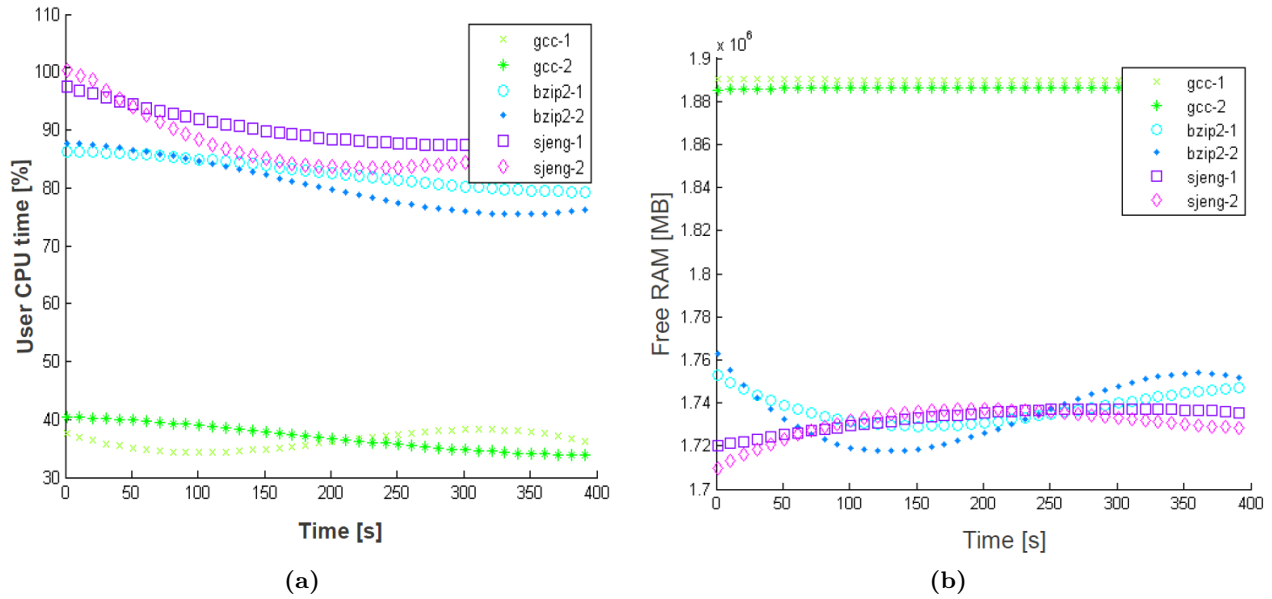 110
100
90
80
70
60
50
40
30
0
50
100
150
200
250
300
350
400
User CPU time [%]
Time [s]
gcc-1
gcc-2
bzip2-1
bzip2-2
sjeng-1
sjeng-2
(a)
x 10⁶
1.9
1.88
1.86
1.84
1.82
1.8
1.78
1.76
1.74
1.72
1.7
0
50
100
150
200
250
300
350
400
Free RAM [MB]
Time [s]
gcc-1
gcc-2
bzip2-1
bzip2-2
sjeng-1
sjeng-2
(b)